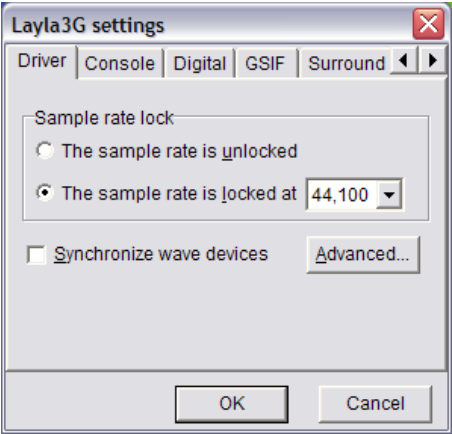 Layla3G settings
Driver Console Digital GSIF Surround
Sample rate lock
The sample rate is unlocked
The sample rate is locked at 44,100
Synchronize wave devices Advanced...
OK Cancel